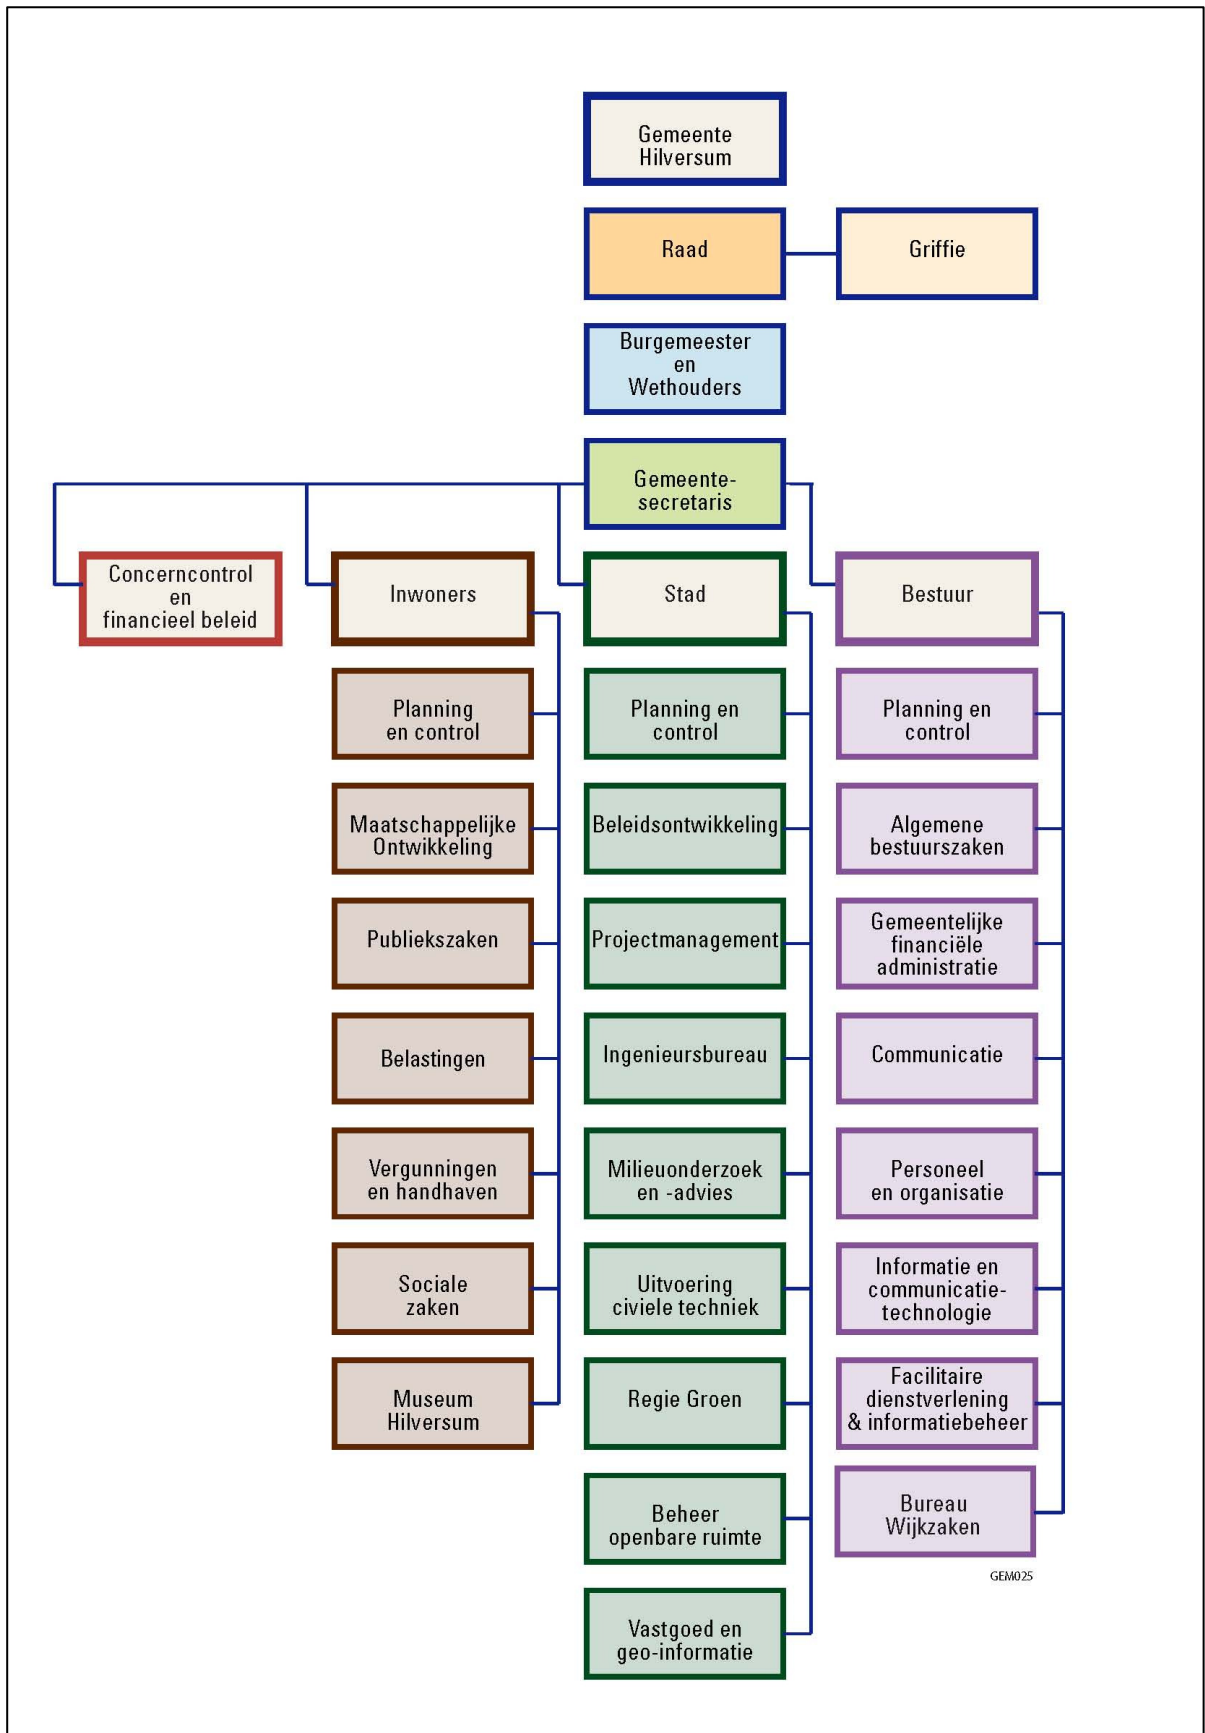 Gemeente
Hilversum
Raad
Griffie
Burgemeester
en
Wethouders
Gemeente-
secretaris
Concerncontrol
en
financieel beleid
Inwoners
Stad
Bestuur
Planning
en control
Planning en
control
Planning en
control
Maatschappelijke
Ontwikkeling
Beleidsontwikkeling
Algemene
bestuurszaken
Publiekszaken
Projectmanagement
Gemeentelijke
financiële
administratie
Belastingen
Ingenieursbureau
Communicatie
Vergunningen
en handhaven
Milieuonderzoek
en -advies
Personeel
en organisatie
Sociale
zaken
Uitvoering
civiele techniek
Informatie en
communicatie-
technologie
Museum
Hilversum
Regie Groen
Facilitaire
dienstverlening
& informatiebeheer
Beheer
openbare ruimte
Bureau
Wijkzaken
GEM025
Vastgoed en
geo-informatie